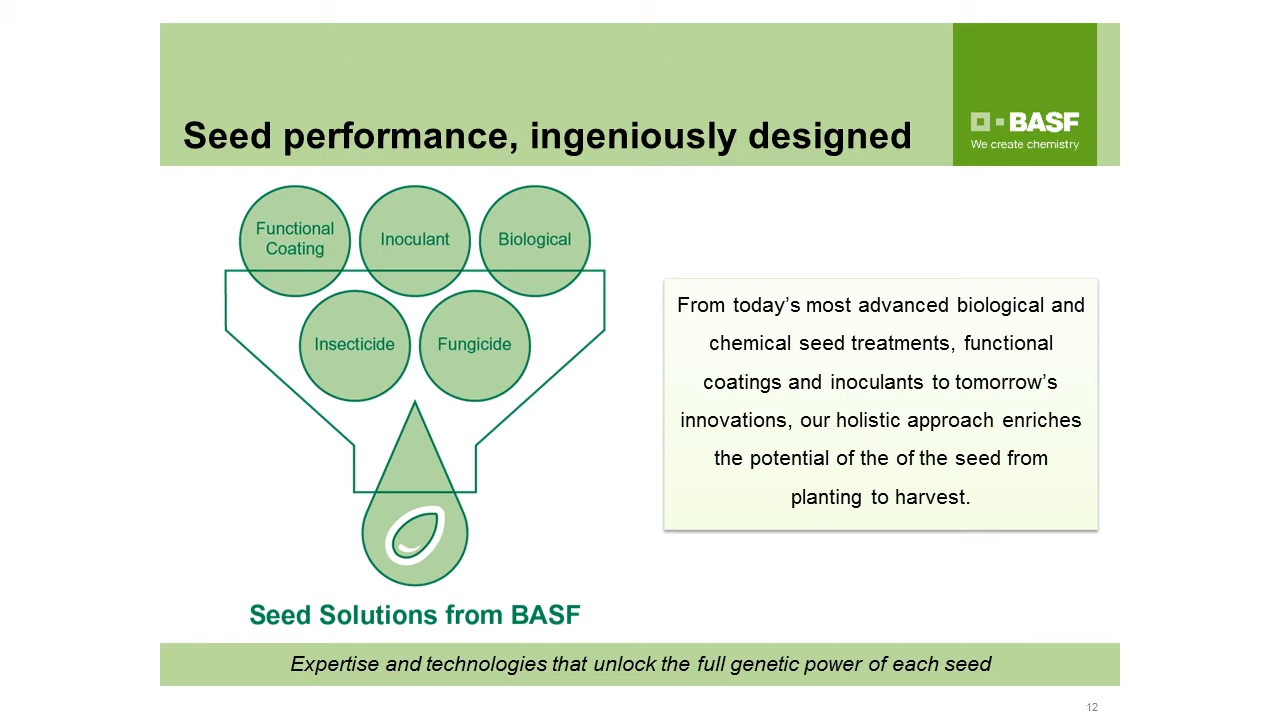 Seed performance, ingeniously designed
BASF
We create chemistry
Functional
Coating
Inoculant
Biological
Insecticide
Fungicide
Seed Solutions from BASF
From today’s most advanced biological and
chemical seed treatments, functional
coatings and inoculants to tomorrow’s
innovations, our holistic approach enriches
the potential of the of the seed from
planting to harvest.
Expertise and technologies that unlock the full genetic power of each seed
12